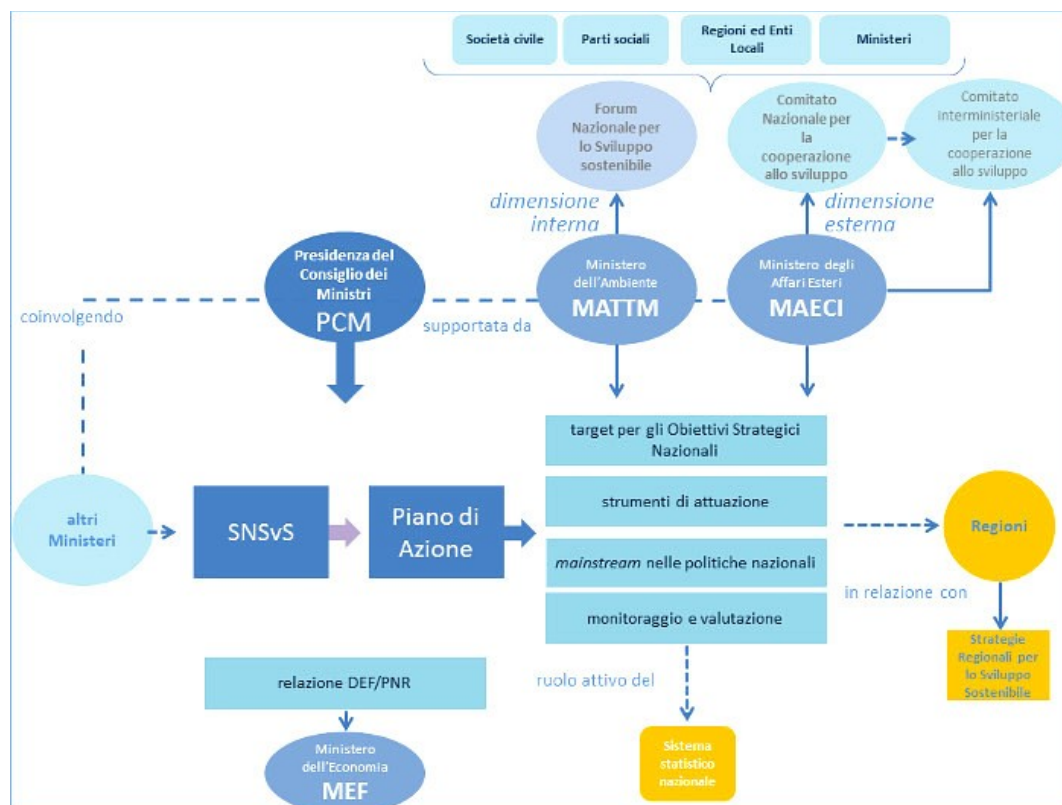 Società civile
Parti sociali
Regioni ed Enti
Locali
Ministeri
Forum
Nazionale per
lo Sviluppo
sostenibile
Comitato
Nazionale per
la
cooperazione
allo sviluppo
Comitato
interministeriale
per la
cooperazione
allo sviluppo
dimensione
interna
dimensione
esterna
Presidenza del
Consiglio dei
Ministri
PCM
Ministero
dell'Ambiente
MATTM
Ministero degli
Affari Esteri
MAECI
coinvolgendo
supportata da
target per gli Obiettivi Strategici
Nazionali
altri
Ministeri
SNSvS
Piano di
Azione
strumenti di attuazione
Regioni
mainstream nelle politiche nazionali
in relazione con
monitoraggio e valutazione
Strategie
Regionali per
lo Sviluppo
Sostenibile
relazione DEF/PNR
ruolo attivo del
Ministero
dell'Economia
MEF
Sistema
statistico
nazionale